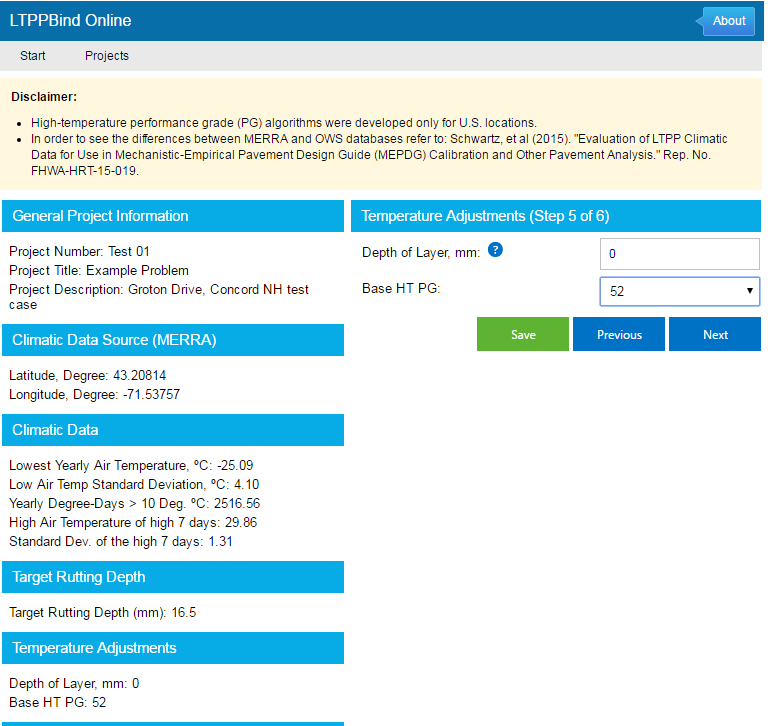 LTPPBind Online
About
Start Projects
Disclaimer:
• High-temperature performance grade (PG) algorithms were developed only for U.S. locations.
• In order to see the differences between MERRA and OWS databases refer to: Schwartz, et al (2015). "Evaluation of LTPP Climatic
Data for Use in Mechanistic-Empirical Pavement Design Guide (MEPDG) Calibration and Other Pavement Analysis." Rep. No.
FHWA-HRT-15-019.
General Project Information
Project Number: Test 01
Project Title: Example Problem
Project Description: Groton Drive, Concord NH test
case
Climatic Data Source (MERRA)
Latitude, Degree: 43.20814
Longitude, Degree: -71.53757
Climatic Data
Lowest Yearly Air Temperature, ºC: -25.09
Low Air Temp Standard Deviation, ºC: 4.10
Yearly Degree-Days > 10 Deg. ºC: 2516.56
High Air Temperature of high 7 days: 29.86
Standard Dev. of the high 7 days: 1.31
Target Rutting Depth
Target Rutting Depth (mm): 16.5
Temperature Adjustments
Depth of Layer, mm: 0
Base HT PG: 52
Temperature Adjustments (Step 5 of 6)
Depth of Layer, mm: ? 0
Base HT PG: 52
Save Previous Next